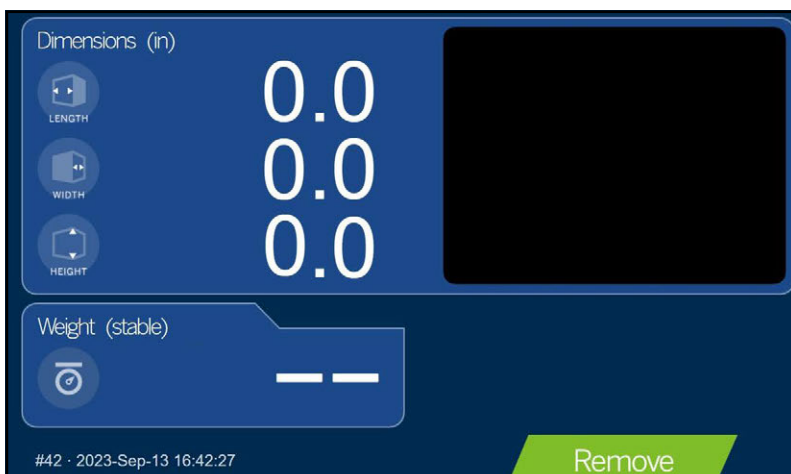 Dimensions (in)
LENGTH
0.0
WIDTH
0.0
HEIGHT
0.0
Weight (stable)
--
#42 · 2023-Sep-13 16:42:27
Remove